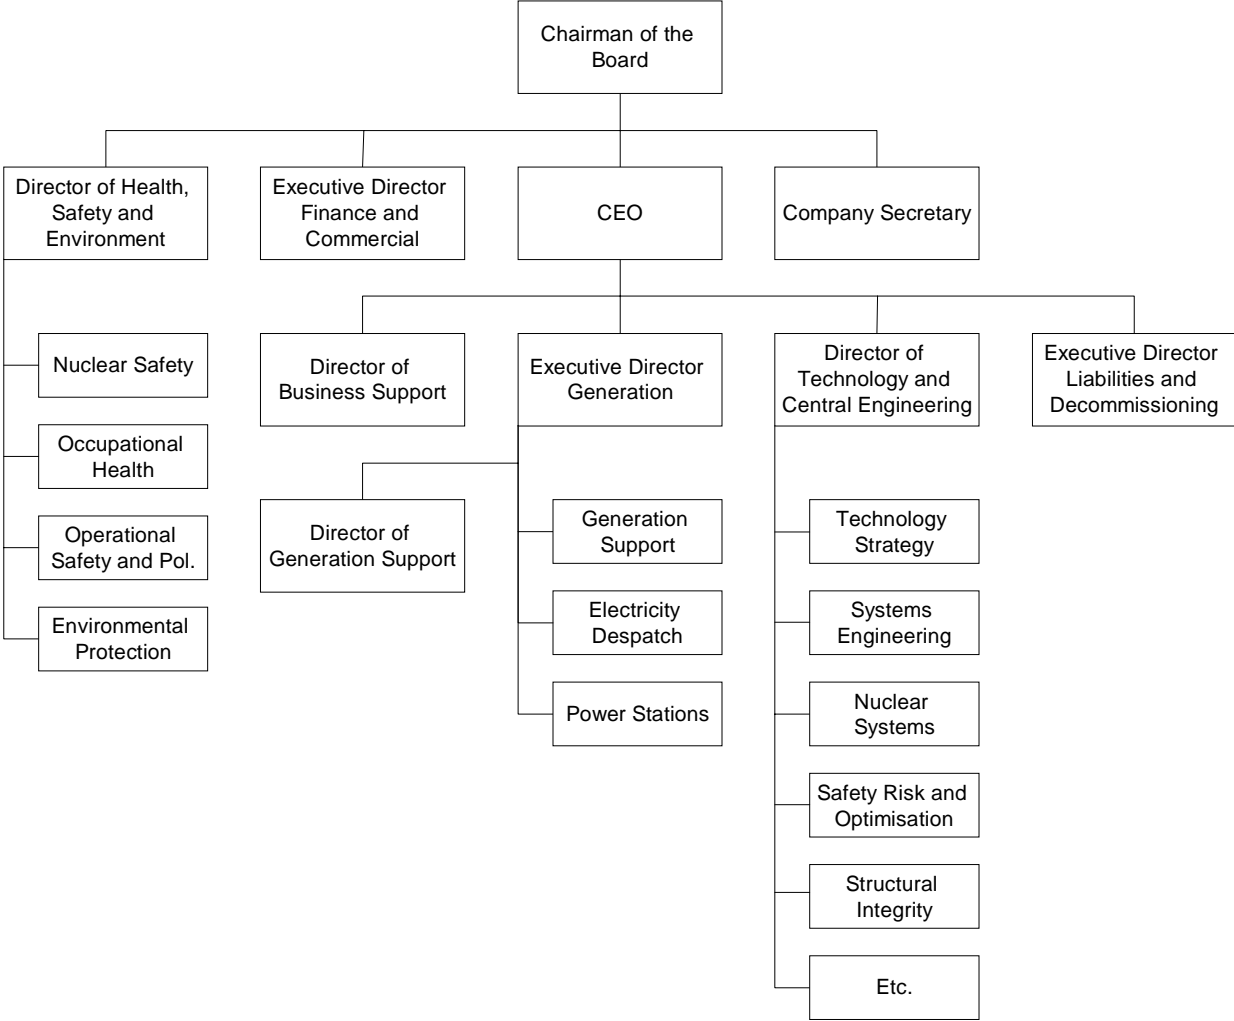 Chairman of the
Board
Director of Health,
Safety and
Environment
Executive Director
Finance and
Commercial
CEO
Company Secretary
Nuclear Safety
Occupational
Health
Operational
Safety and Pol.
Environmental
Protection
Director of
Business Support
Executive Director
Generation
Director of
Technology and
Central Engineering
Executive Director
Liabilities and
Decommissioning
Director of
Generation Support
Generation
Support
Electricity
Despatch
Power Stations
Technology
Strategy
Systems
Engineering
Nuclear
Systems
Safety Risk and
Optimisation
Structural
Integrity
Etc.